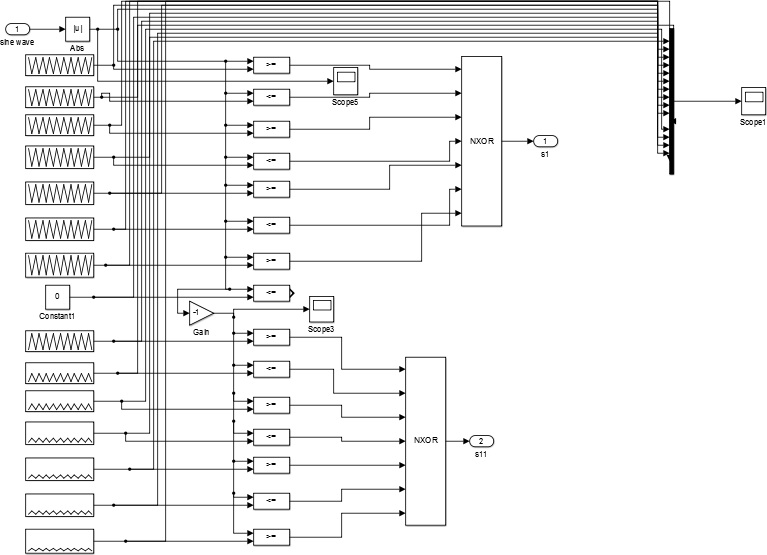 1
sine wave
|u|
Abs
>=
Scope5
<=
>=
<=
>=
<=
>=
<=
NXOR
1
s1
Scope1
0
Constant1
-1
Gain
Scope3
>=
<=
>=
<=
>=
<=
>=
NXOR
2
s11